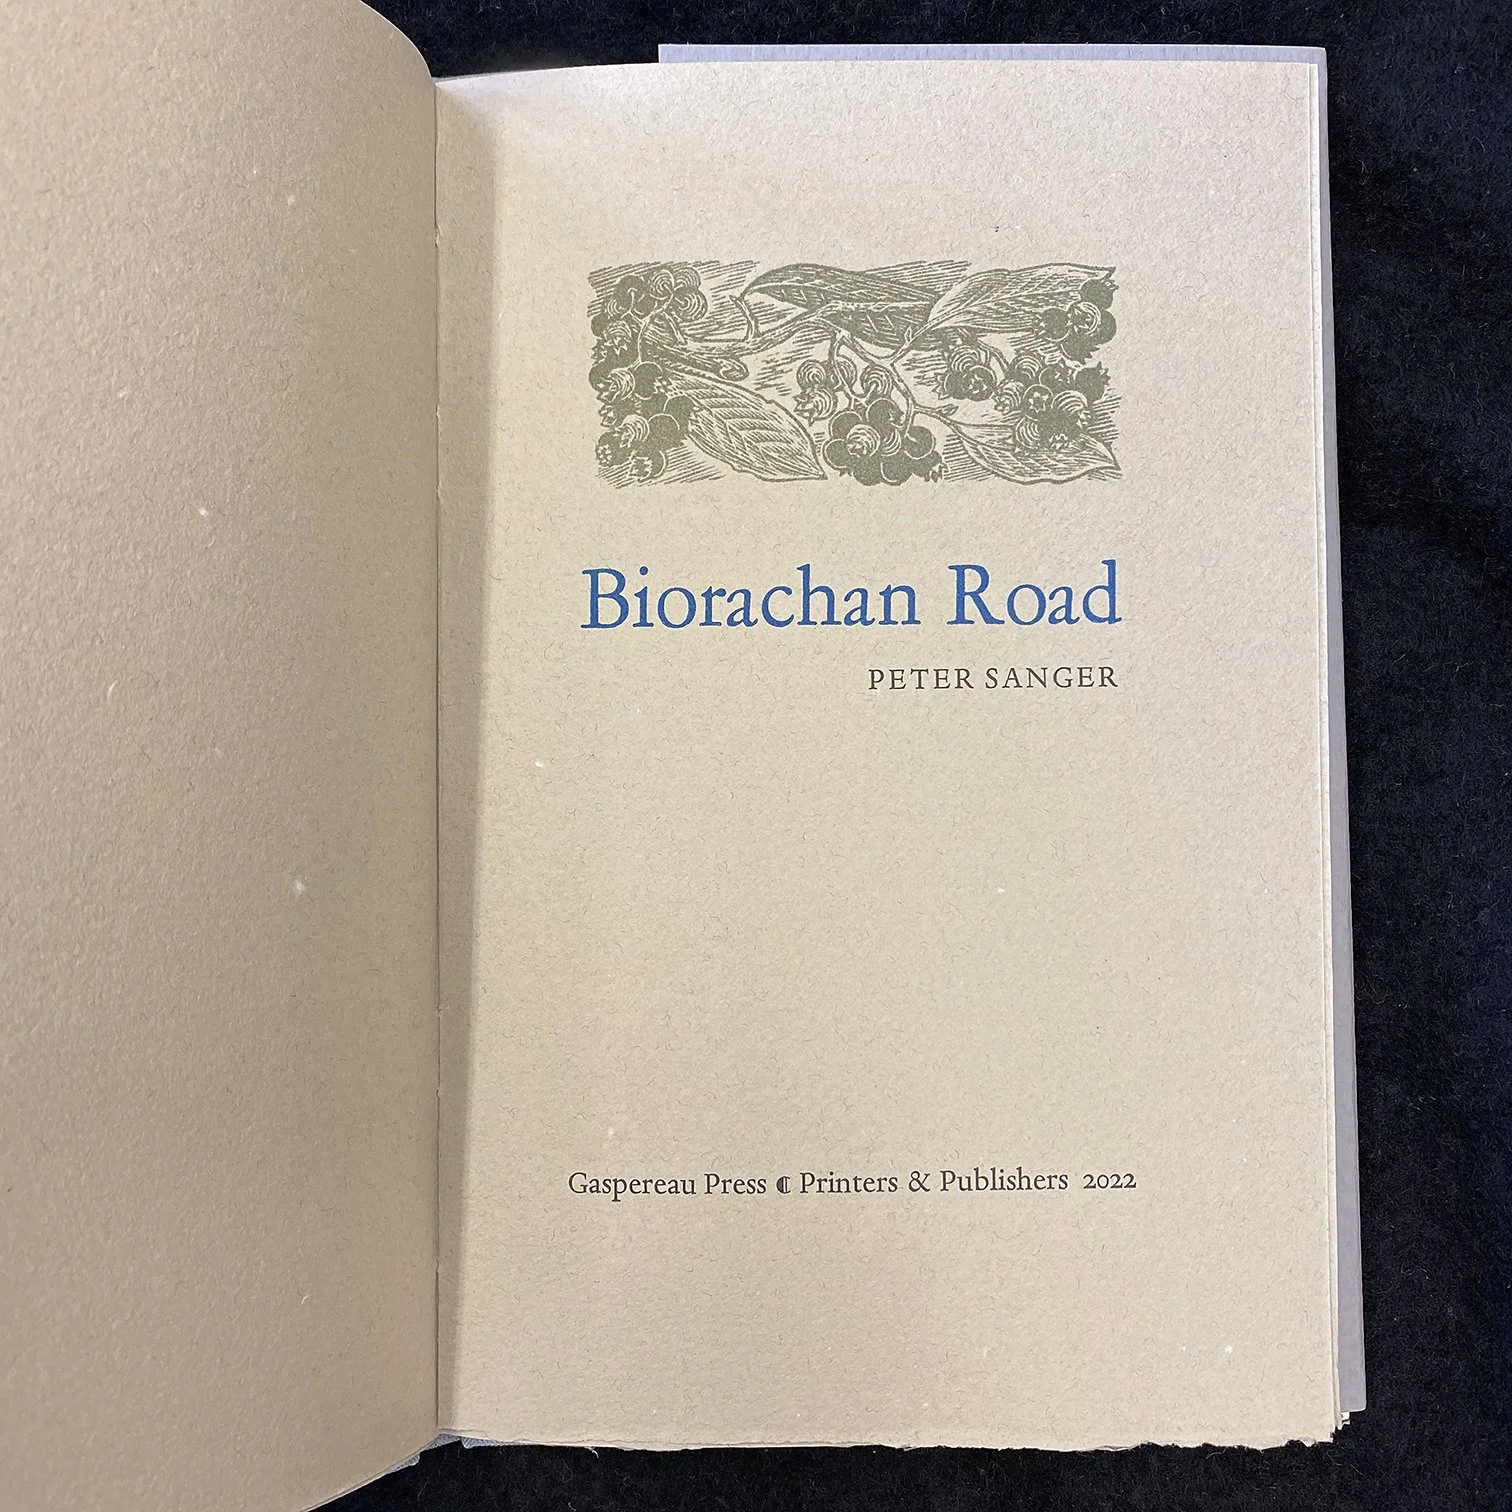 Biorachan Road
PETER SANGER
Gaspereau Press ⁋ Printers & Publishers 2022